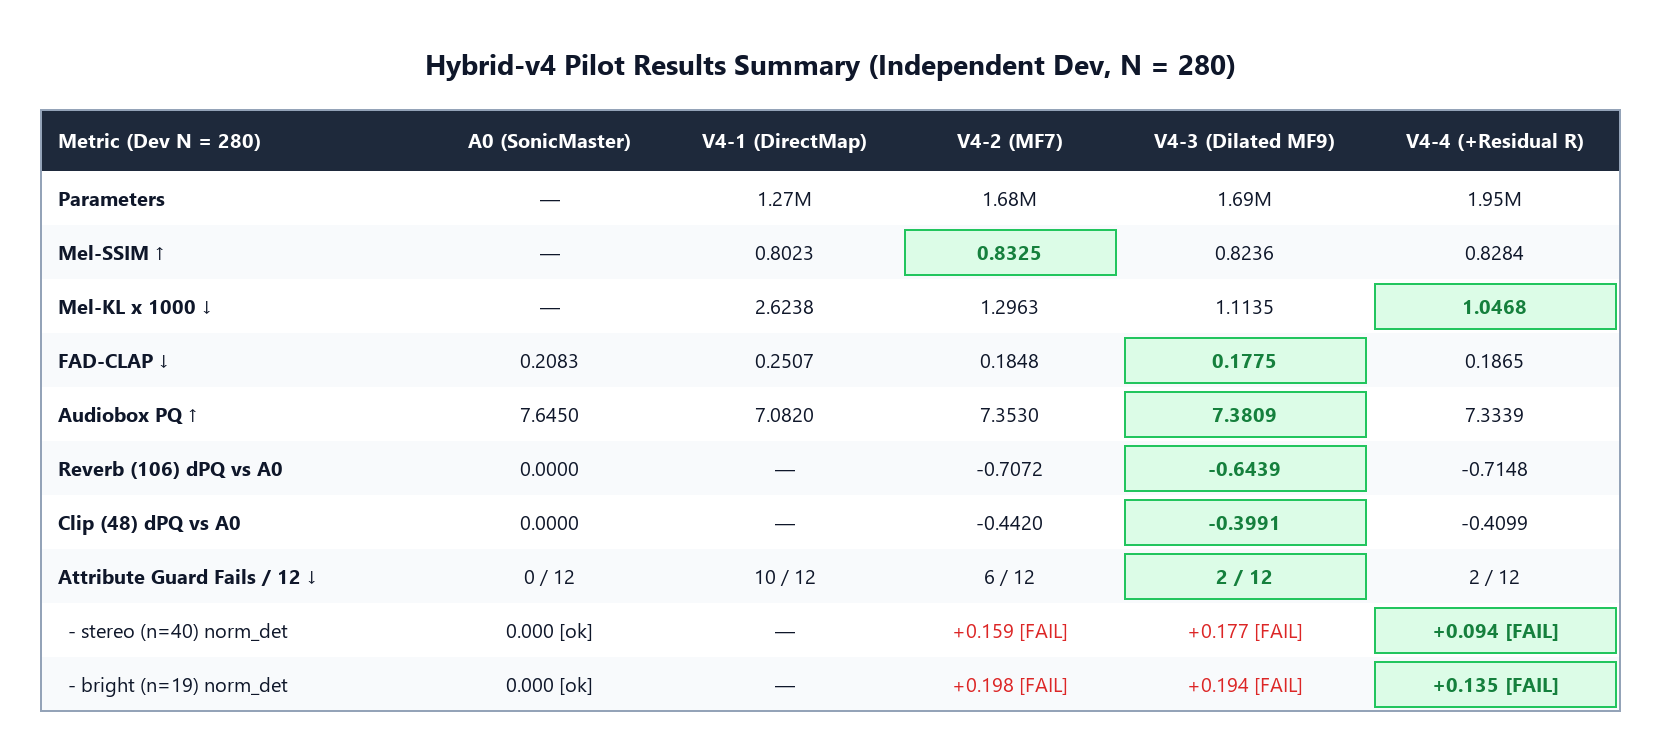 Hybrid-v4 Pilot Results Summary (Independent Dev, N = 280)
Metric (Dev N = 280) A0 (SonicMaster) V4-1 (DirectMap) V4-2 (MF7) V4-3 (Dilated MF9) V4-4 (+Residual R)
Parameters — 1.27M 1.68M 1.69M 1.95M
Mel-SSIM ↑ — 0.8023 0.8325 0.8236 0.8284
Mel-KL x 1000 ↓ — 2.6238 1.2963 1.1135 1.0468
FAD-CLAP ↓ 0.2083 0.2507 0.1848 0.1775 0.1865
Audiobox PQ ↑ 7.6450 7.0820 7.3530 7.3809 7.3339
Reverb (106) dPQ vs A0 0.0000 — -0.7072 -0.6439 -0.7148
Clip (48) dPQ vs A0 0.0000 — -0.4420 -0.3991 -0.4099
Attribute Guard Fails / 12 ↓ 0 / 12 10 / 12 6 / 12 2 / 12 2 / 12
- stereo (n=40) norm_det 0.000 [ok] — +0.159 [FAIL] +0.177 [FAIL] +0.094 [FAIL]
- bright (n=19) norm_det 0.000 [ok] — +0.198 [FAIL] +0.194 [FAIL] +0.135 [FAIL]